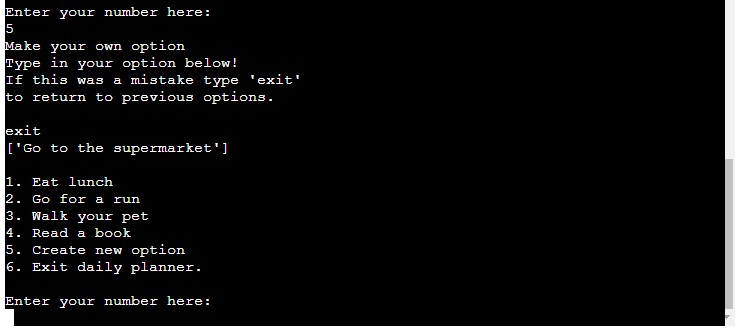 Enter your number here:
5
Make your own option
Type in your option below!
If this was a mistake type 'exit'
to return to previous options.
exit
['Go to the supermarket']
1. Eat lunch
2. Go for a run
3. Walk your pet
4. Read a book
5. Create new option
6. Exit daily planner.
Enter your number here: